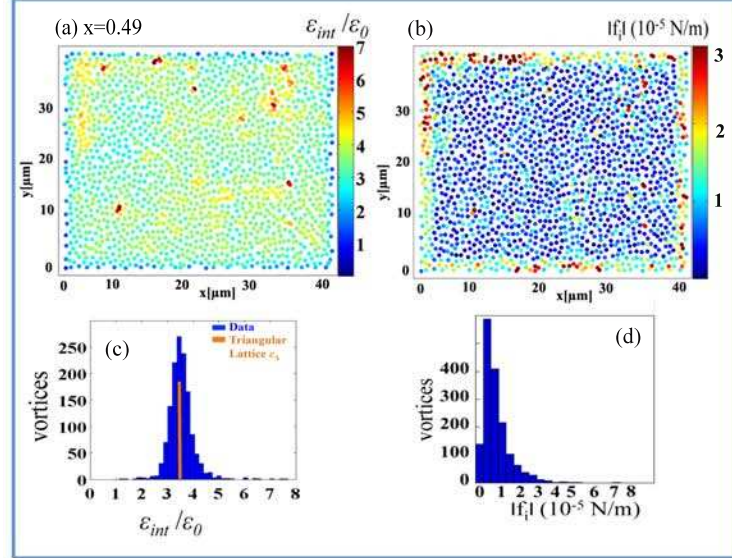 (a) x=0.49
ε_int /ε_0
7
6
5
4
3
2
1
y[µm]
30
20
10
0
0 10 20 30 40
x[µm]
(b)
|f_i| (10^-5 N/m)
3
2
1
y[µm]
30
20
10
0
0 10 20 30 40
x[µm]
(c)
Data
Triangular
Lattice ε_Δ
vortices
250
200
150
100
50
0
0 1 2 3 4 5 6 7 8
ε_int /ε_0
(d)
vortices
400
300
200
100
0
0 1 2 3 4 5 6 7 8
|f_i| (10^-5 N/m)